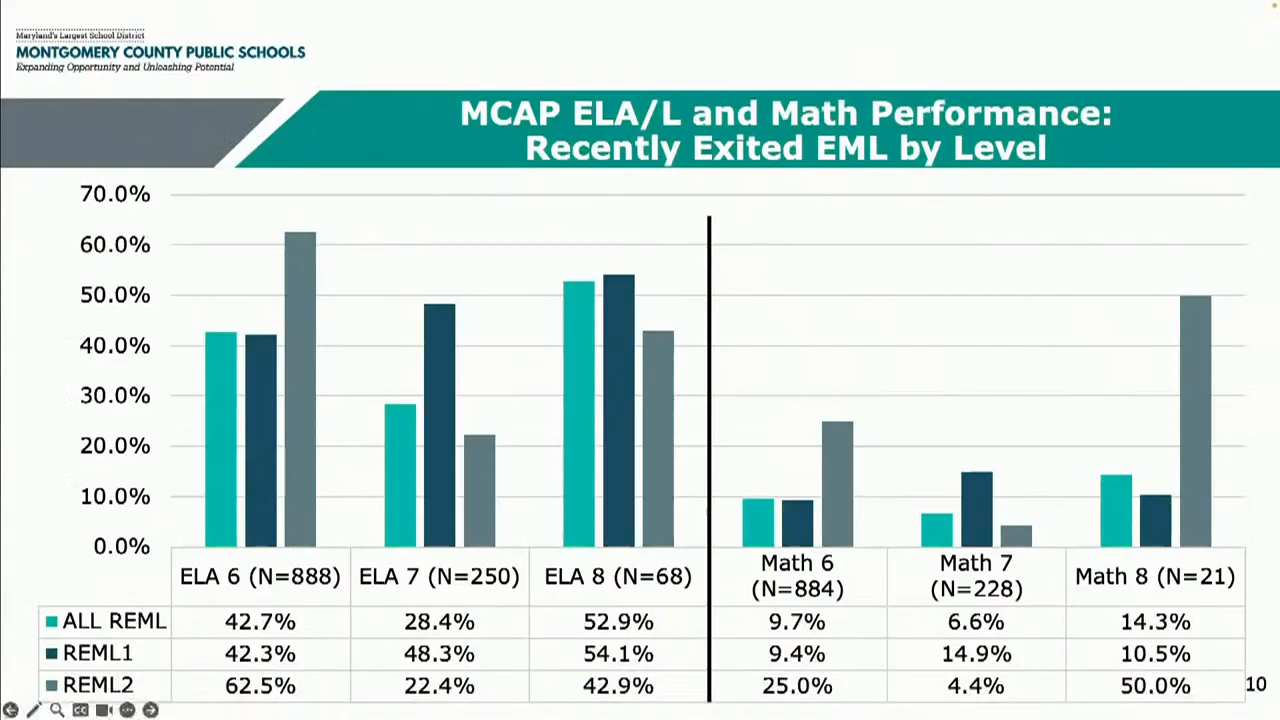 Maryland's Largest School District
MONTGOMERY COUNTY PUBLIC SCHOOLS
Expanding Opportunity and Unleashing Potential
MCAP ELA/L and Math Performance:
Recently Exited EML by Level
70.0%
60.0%
50.0%
40.0%
30.0%
20.0%
10.0%
0.0%
ELA 6 (N=888) ELA 7 (N=250) ELA 8 (N=68) Math 6 (N=884) Math 7 (N=228) Math 8 (N=21)
ALL REML 42.7% 28.4% 52.9% 9.7% 6.6% 14.3%
REML1 42.3% 48.3% 54.1% 9.4% 14.9% 10.5%
REML2 62.5% 22.4% 42.9% 25.0% 4.4% 50.0%
10